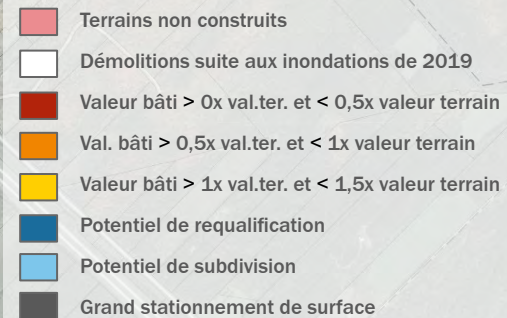 Terrains non construits
Démolitions suite aux inondations de 2019
Valeur bâti > 0x val.ter. et < 0,5x valeur terrain
Val. bâti > 0,5x val.ter. et < 1x valeur terrain
Valeur bâti > 1x val.ter. et < 1,5x valeur terrain
Potentiel de requalification
Potentiel de subdivision
Grand stationnement de surface